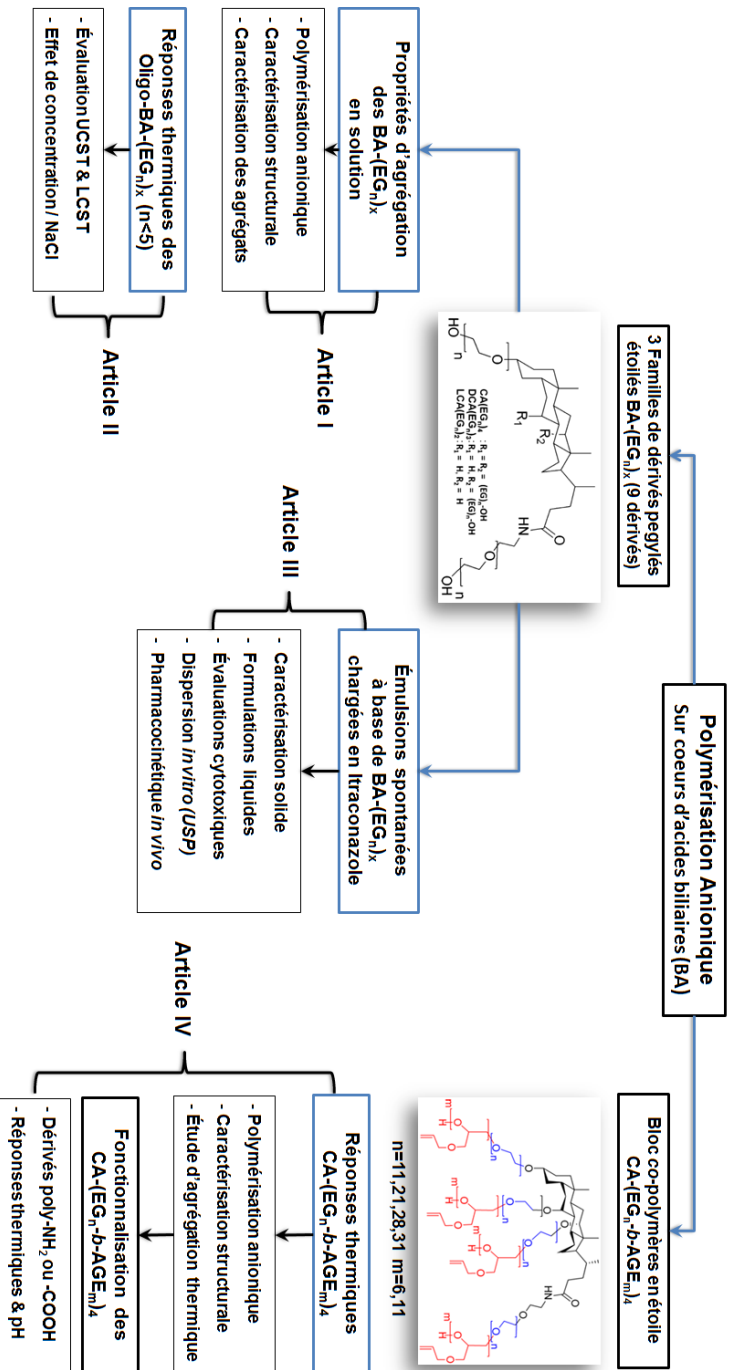 Polymérisation Anionique
Sur coeurs d'acides biliaires (BA)
3 Familles de dérivés pegylés
étoilés BA-(EGn)x (9 dérivés)
Bloc co-polymères en étoile
CA-(EGn-b-AGEm)4
HO
n
O
R1
R2
CA(EGn)4 : R1 = R2 = (EG)n-OH
DCA(EGn)3: R1 = H, R2 = (EG)n-OH
LCA(EGn)2: R1 = H, R2 = H
HN
O
O
n
OH
n=11,21,28,31 m=6,11
Propriétés d'agrégation
des BA-(EGn)x
en solution
- Polymérisation anionique
- Caractérisation structurale
- Caractérisation des agrégats
Article I
Réponses thermiques des
Oligo-BA-(EGn)x (n<5)
- Évaluation UCST & LCST
- Effet de concentration / NaCl
Article II
Émulsions spontanées
à base de BA-(EGn)x
chargées en Itraconazole
- Caractérisation solide
- Formulations liquides
- Évaluations cytotoxiques
- Dispersion in vitro (USP)
- Pharmacocinétique in vivo
Article III
Réponses thermiques
CA-(EGn-b-AGEm)4
- Polymérisation anionique
- Caractérisation structurale
- Étude d'agrégation thermique
Fonctionnalisation des
CA-(EGn-b-AGEm)4
- Dérivés poly-NH2 ou -COOH
- Réponses thermiques & pH
Article IV